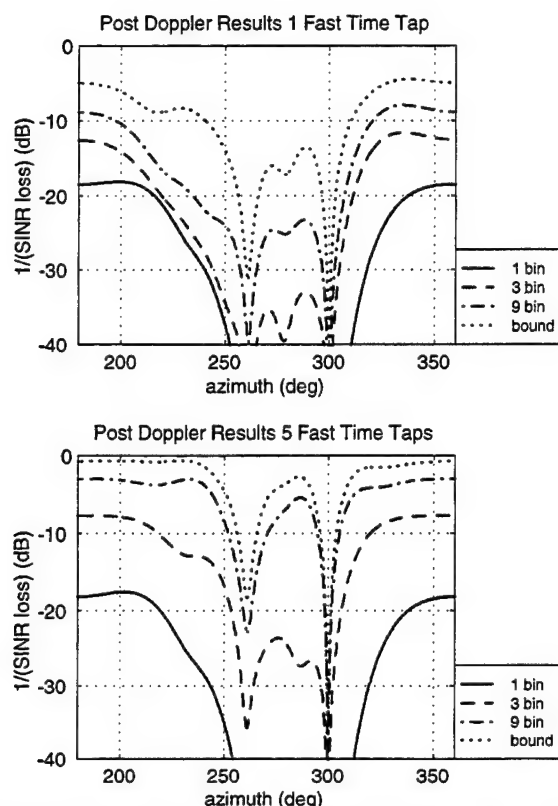 Post Doppler Results 1 Fast Time Tap
0
-10
-20
-30
-40
1/(SINR loss) (dB)
200
250
300
350
azimuth (deg)
1 bin
3 bin
9 bin
bound
Post Doppler Results 5 Fast Time Taps
0
-10
-20
-30
-40
1/(SINR loss) (dB)
200
250
300
350
azimuth (deg)
1 bin
3 bin
9 bin
bound